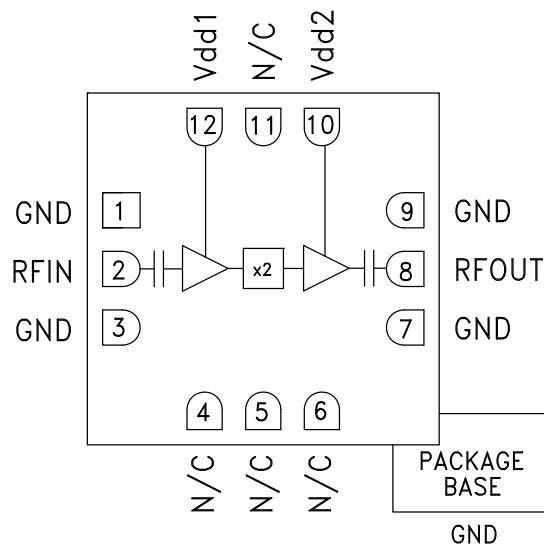 Vdd1
N/C
Vdd2
12
11
10
GND
1
9
GND
RFIN
2
x2
8
RFOUT
GND
3
7
GND
4
5
6
N/C
N/C
N/C
PACKAGE
BASE
GND